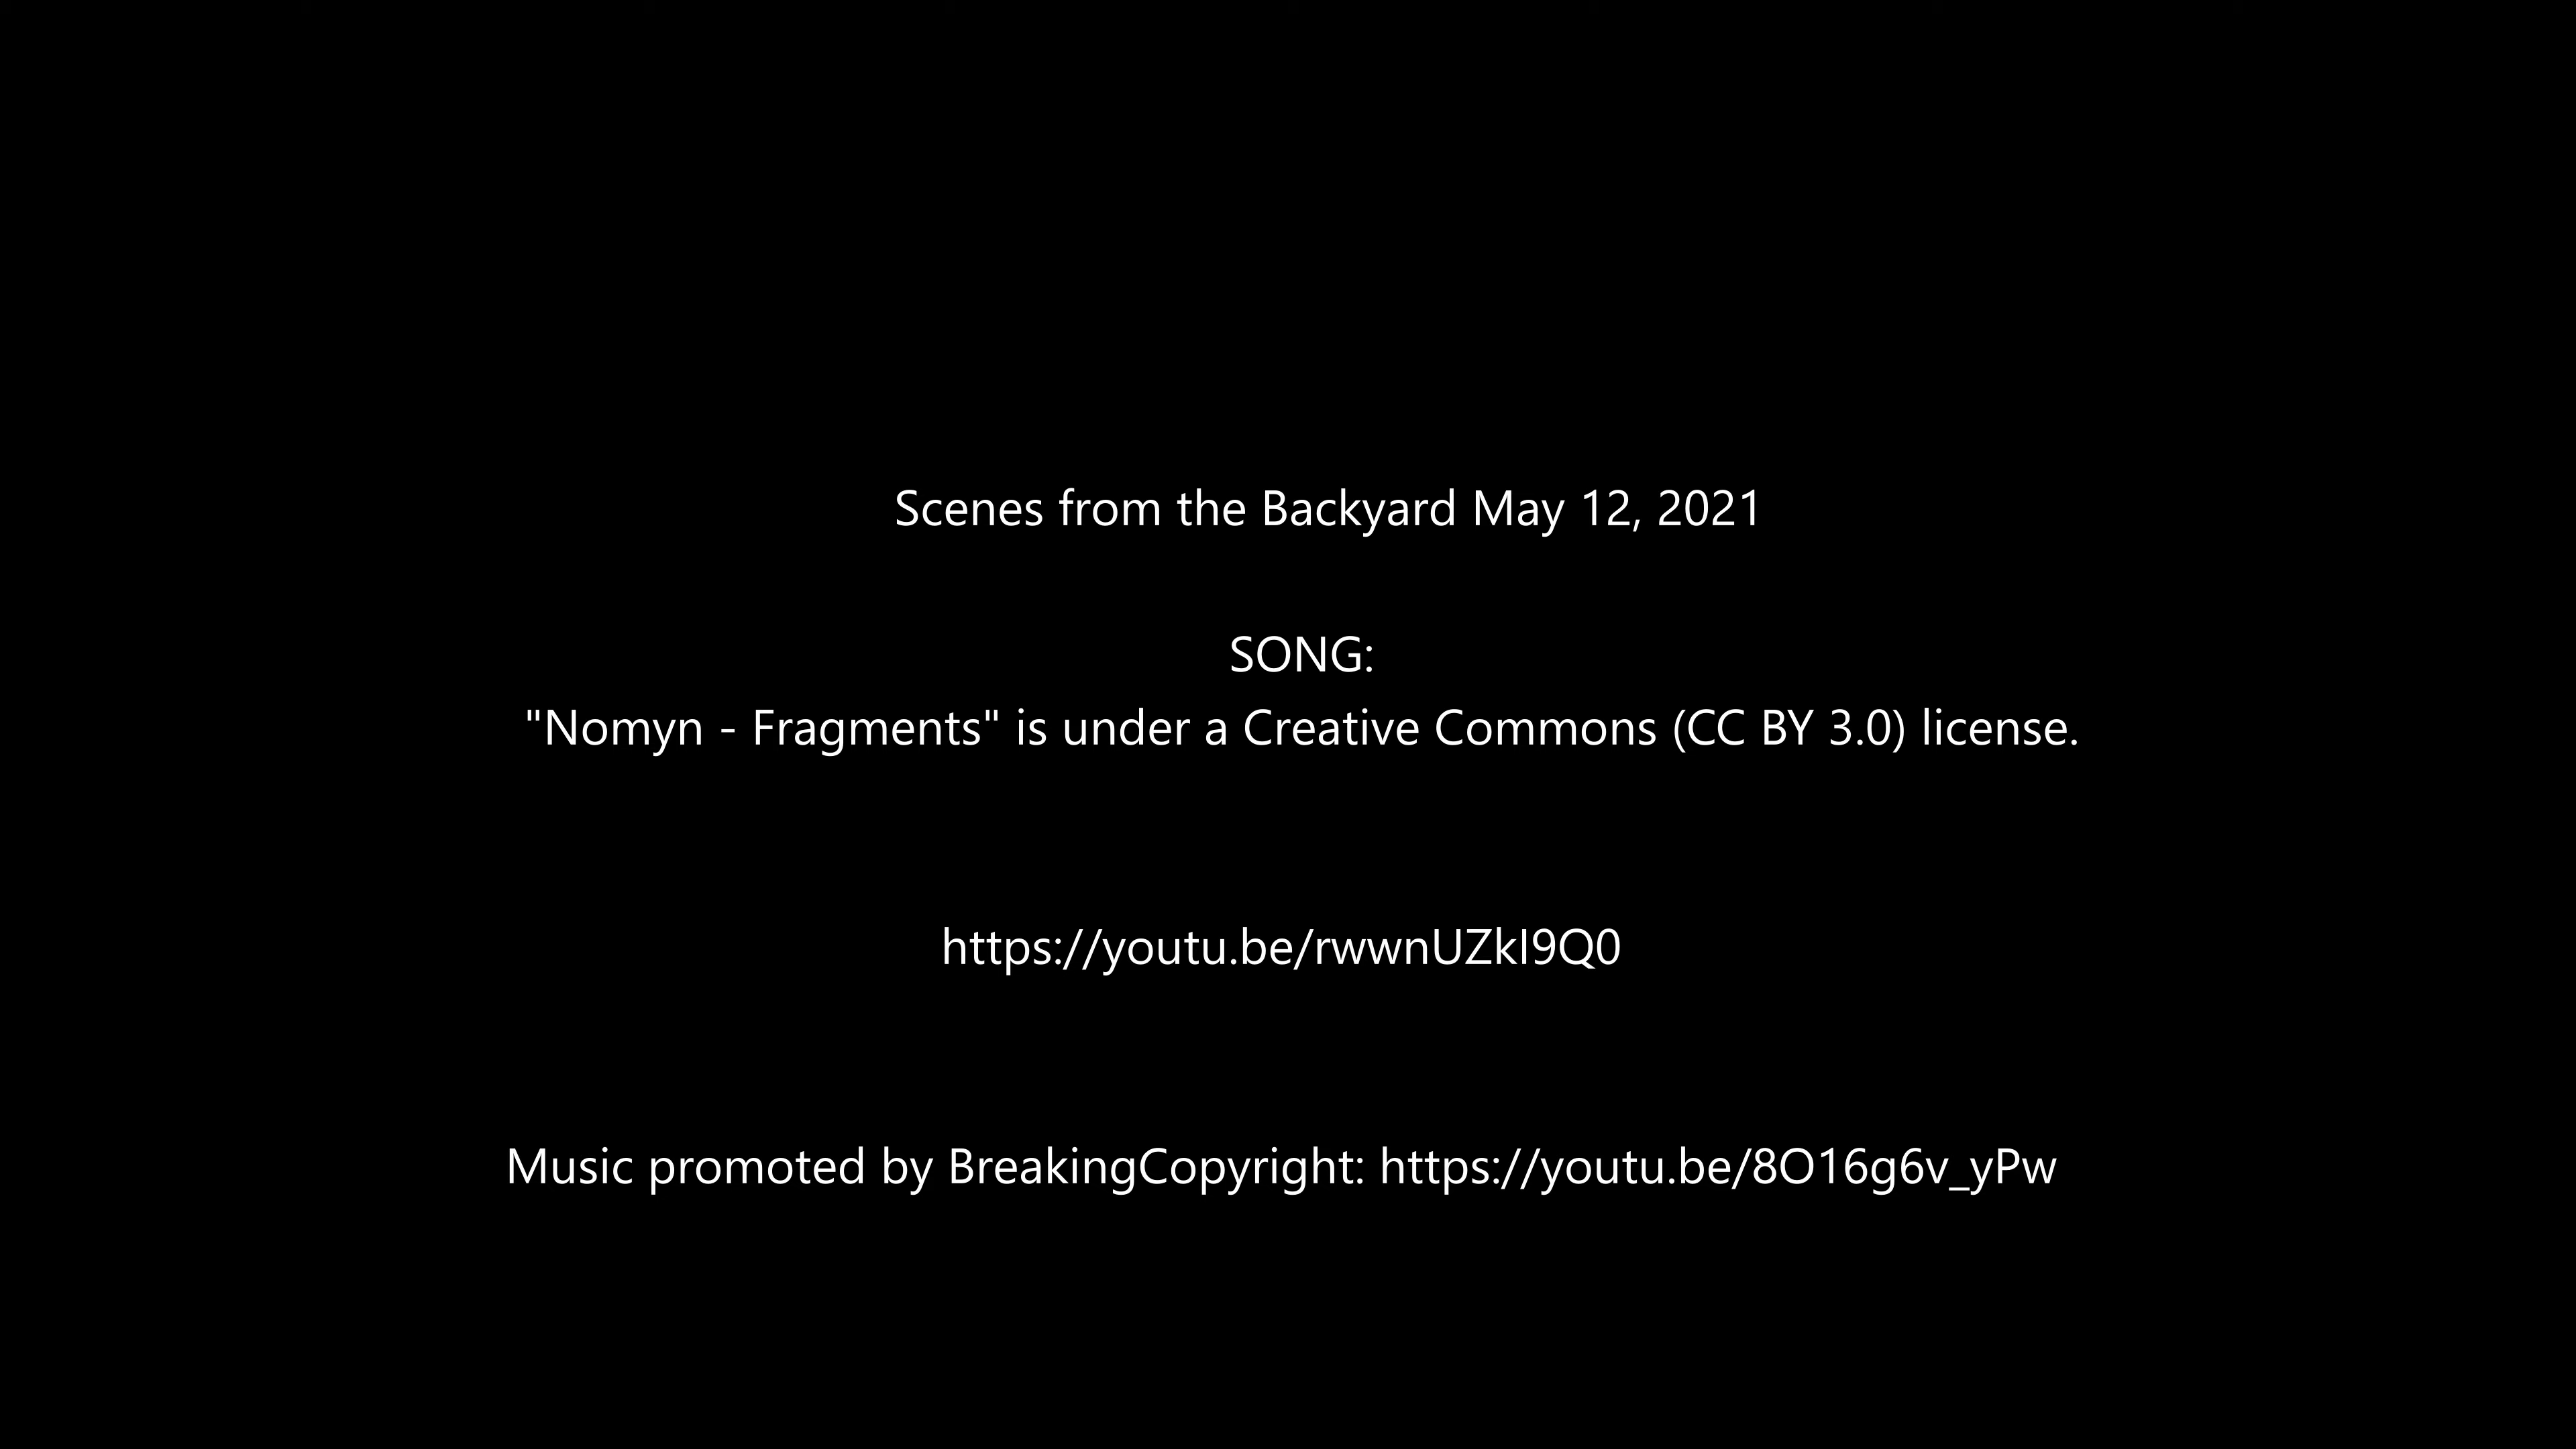 Scenes from the Backyard May 12, 2021
SONG:
"Nomyn - Fragments" is under a Creative Commons (CC BY 3.0) license.
https://youtu.be/rwwnUZkI9Q0
Music promoted by BreakingCopyright: https://youtu.be/8O16g6v_yPw